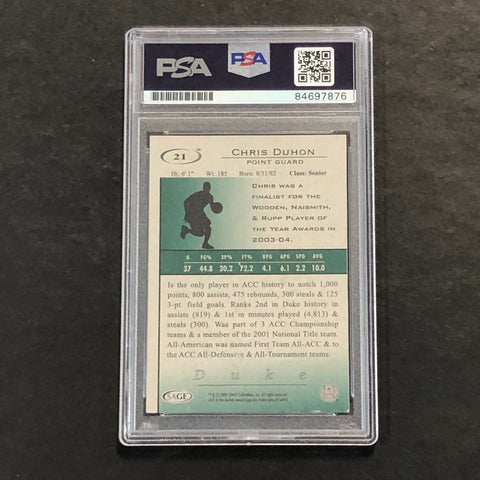 PSA
PSA
84697876
21
CHRIS DUHON
POINT GUARD
Ht. 6' 1" Wt. 185 Born: 8/31/82 Class: Senior
CHRIS WAS A
FINALIST FOR THE
WOODEN, NAISMITH,
& RUPP PLAYER OF
THE YEAR AWARDS IN
2003-04.
G FG% 3P% FT% RPG APG SPG AVG
37 44.8 30.2 72.2 4.1 6.1 2.2 10.0
Is the only player in ACC history to notch 1,000
points, 800 assists, 475 rebounds, 300 steals & 125
3-pt. field goals. Ranks 2nd in Duke history in
assists (819) & 1st in minutes played (4,813) &
steals (300). Was part of 3 ACC Championship
teams & a member of the 2001 National Title team.
All-American was named First Team All-ACC & to
the ACC All-Defensive & All-Tournament teams.
Duke
SAGE